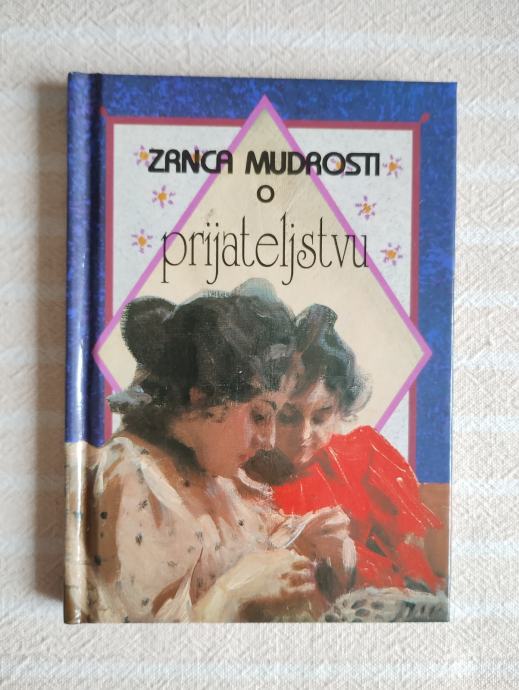 ZRNCA MUDROSTI
O
prijateljstvu